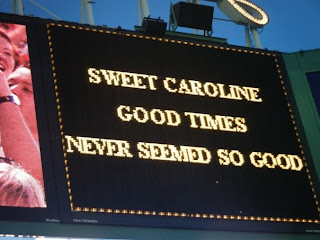 SWEET CAROLINE
GOOD TIMES
NEVER SEEMED SO GOOD